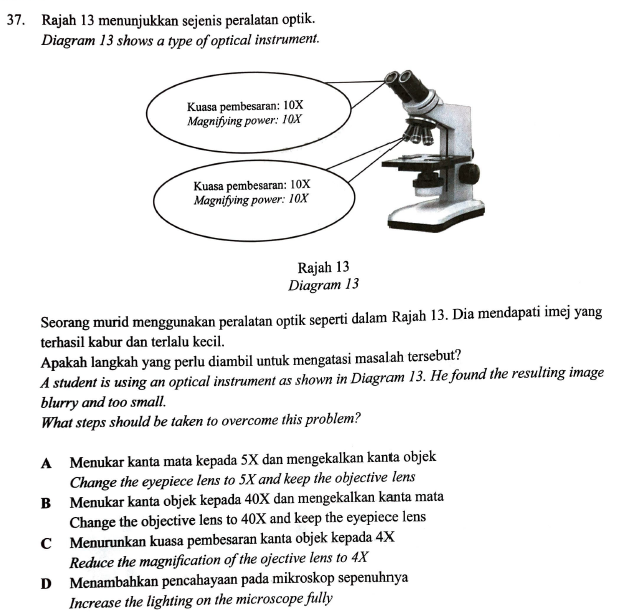 37. Rajah 13 menunjukkan sejenis peralatan optik.
Diagram 13 shows a type of optical instrument.
Kuasa pembesaran: 10X
Magnifying power: 10X
Kuasa pembesaran: 10X
Magnifying power: 10X
Rajah 13
Diagram 13
Seorang murid menggunakan peralatan optik seperti dalam Rajah 13. Dia mendapati imej yang
terhasil kabur dan terlalu kecil.
Apakah langkah yang perlu diambil untuk mengatasi masalah tersebut?
A student is using an optical instrument as shown in Diagram 13. He found the resulting image
blurry and too small.
What steps should be taken to overcome this problem?
A Menukar kanta mata kepada 5X dan mengekalkan kanta objek
Change the eyepiece lens to 5X and keep the objective lens
B Menukar kanta objek kepada 40X dan mengekalkan kanta mata
Change the objective lens to 40X and keep the eyepiece lens
C Menurunkan kuasa pembesaran kanta objek kepada 4X
Reduce the magnification of the ojective lens to 4X
D Menambahkan pencahayaan pada mikroskop sepenuhnya
Increase the lighting on the microscope fully